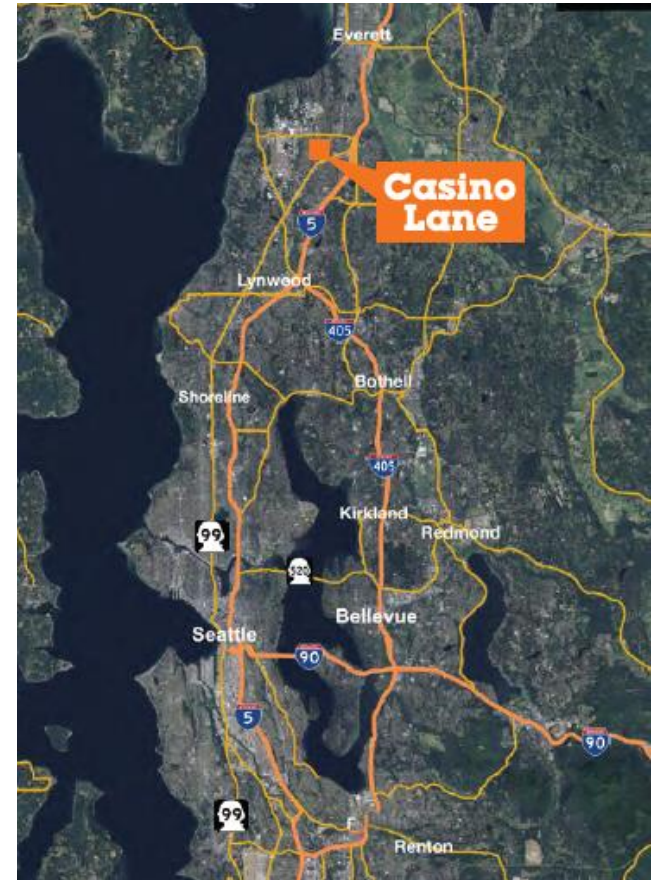 Everett
Casino
Lane
5
Lynwood
405
Bothell
Shoreline
405
Kirkland
Redmond
99
520
Bellevue
Seattle
90
5
90
99
Renton